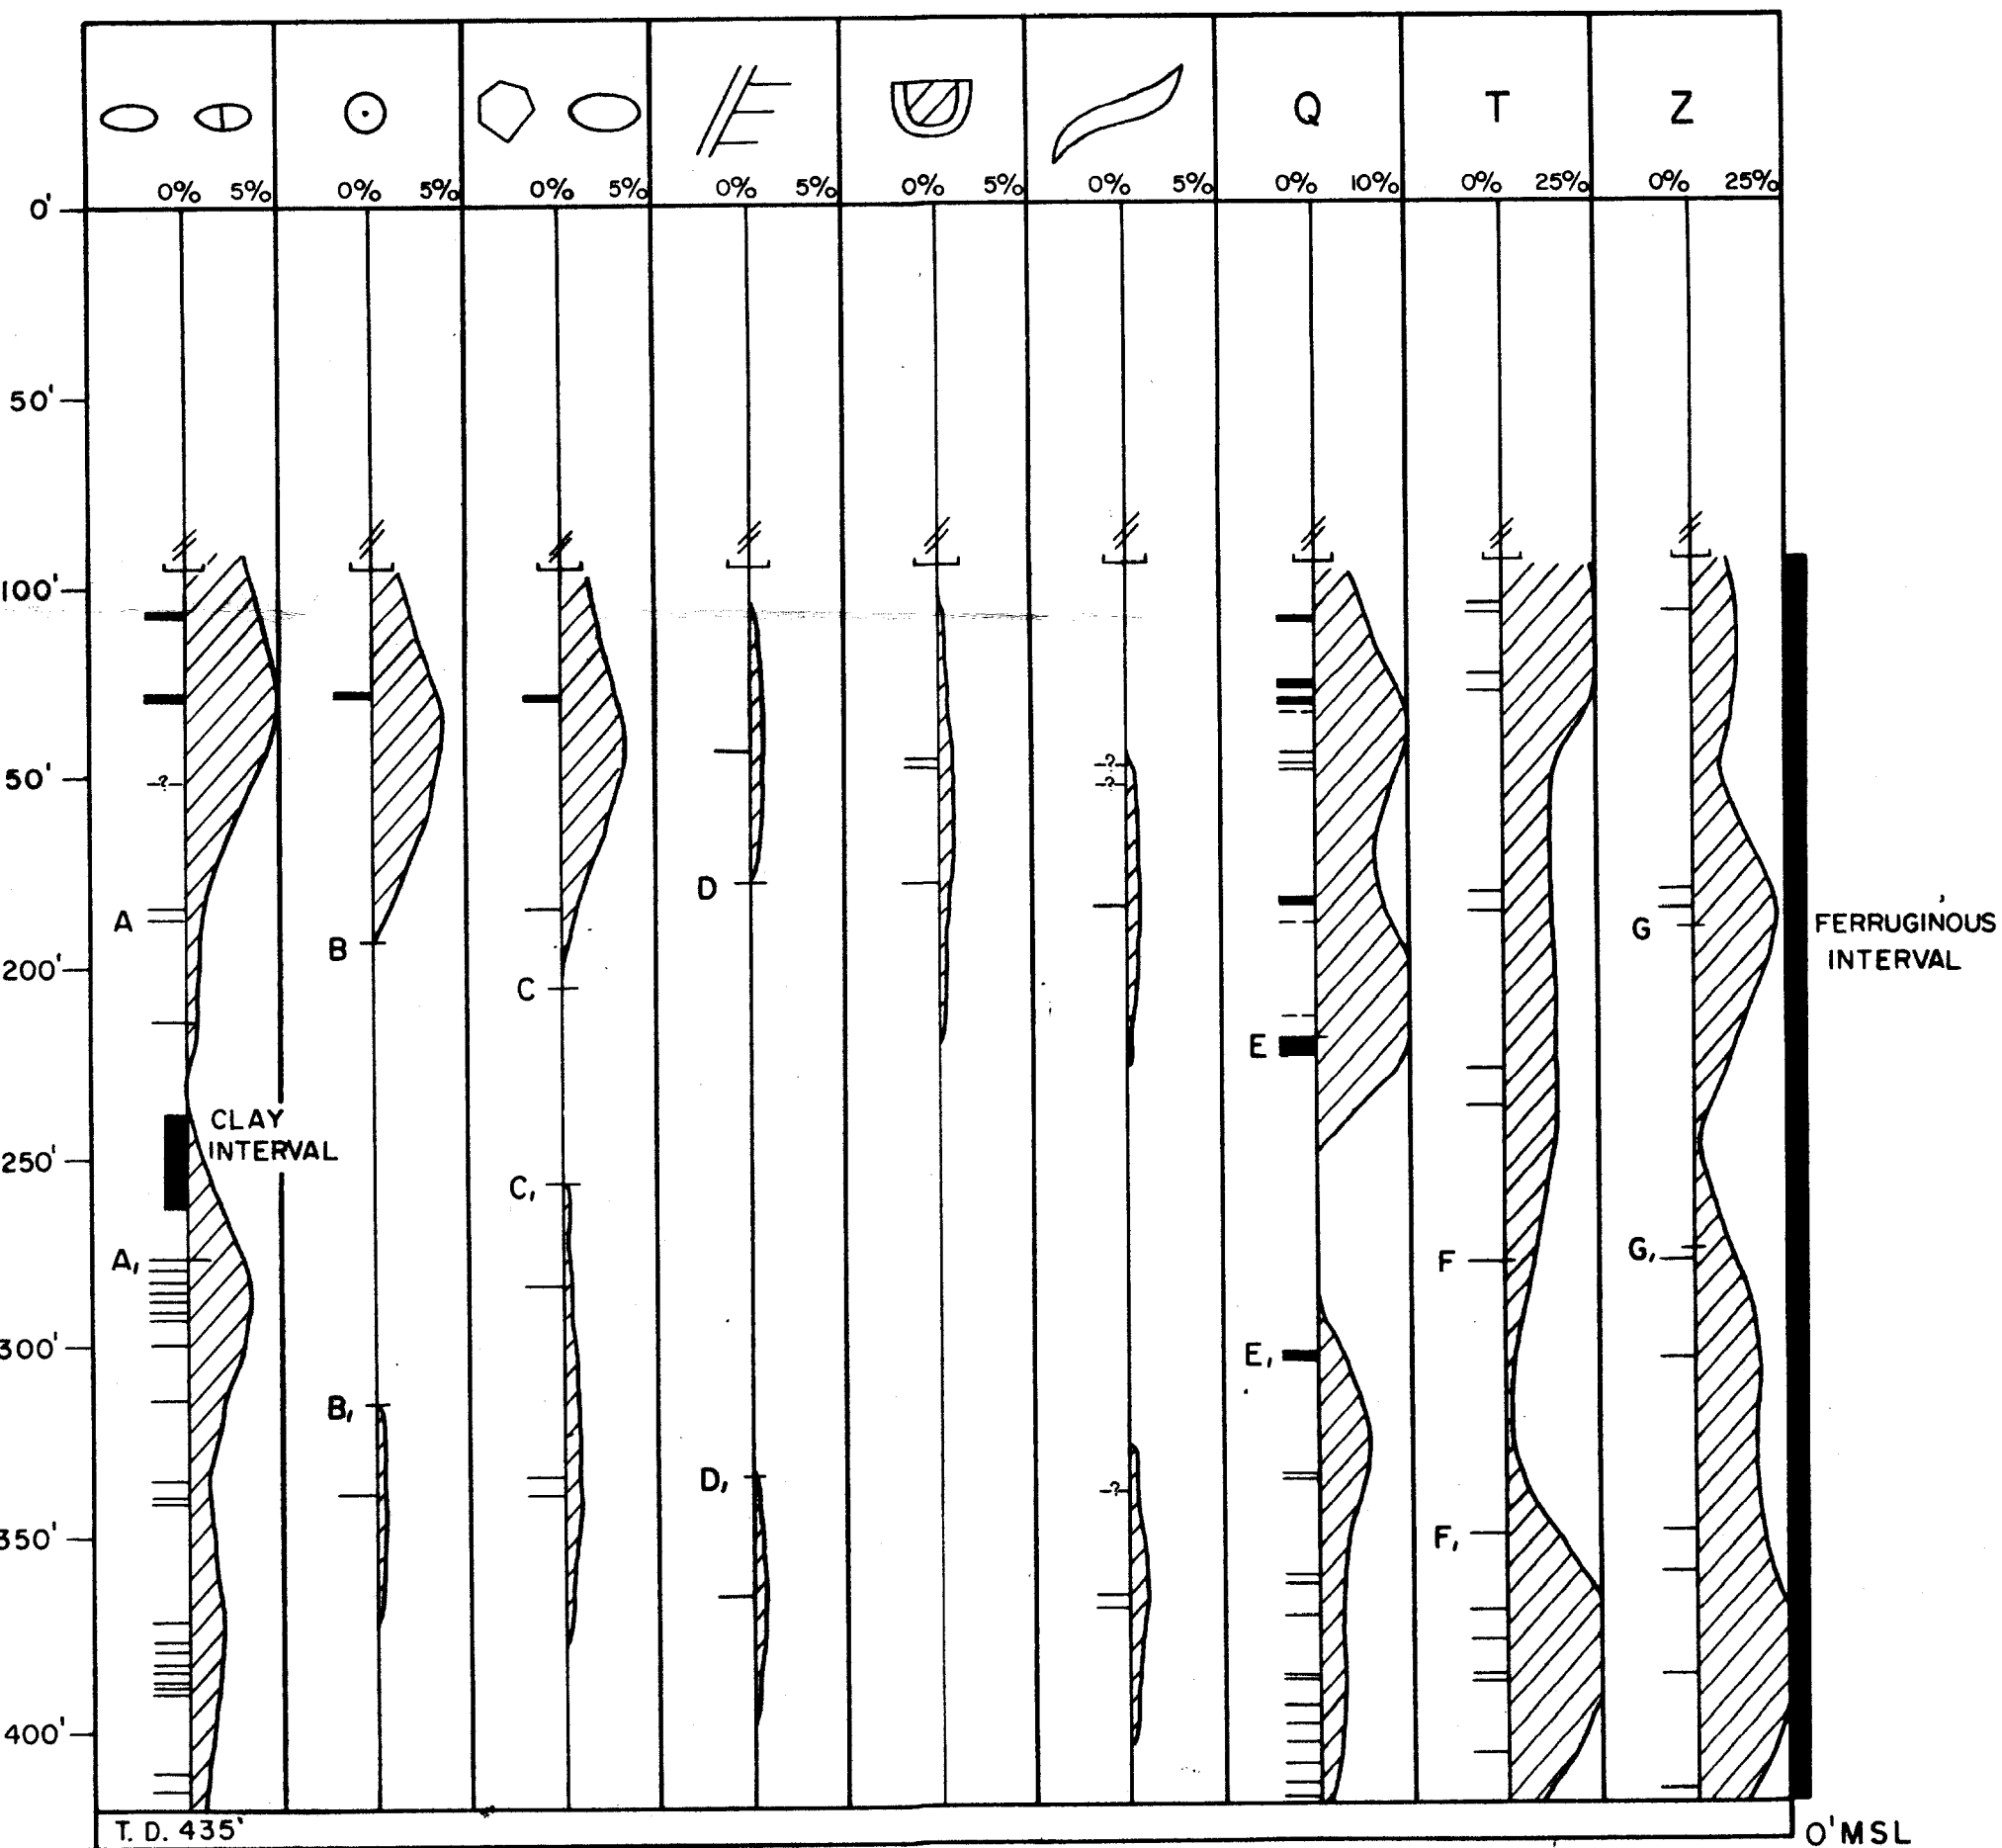 Q T Z
0% 5% 0% 5% 0% 5% 0% 5% 0% 5% 0% 5% 0% 10% 0% 25% 0% 25%
0'
50'
100'
50'
-?-
-?-
-?-
D
A
B
G
FERRUGINOUS
INTERVAL
200'
C
E
CLAY
INTERVAL
250'
C,
A,
F
G,
300'
E,
B,
D,
-?-
350'
F,
400'
T. D. 435'
0' MSL